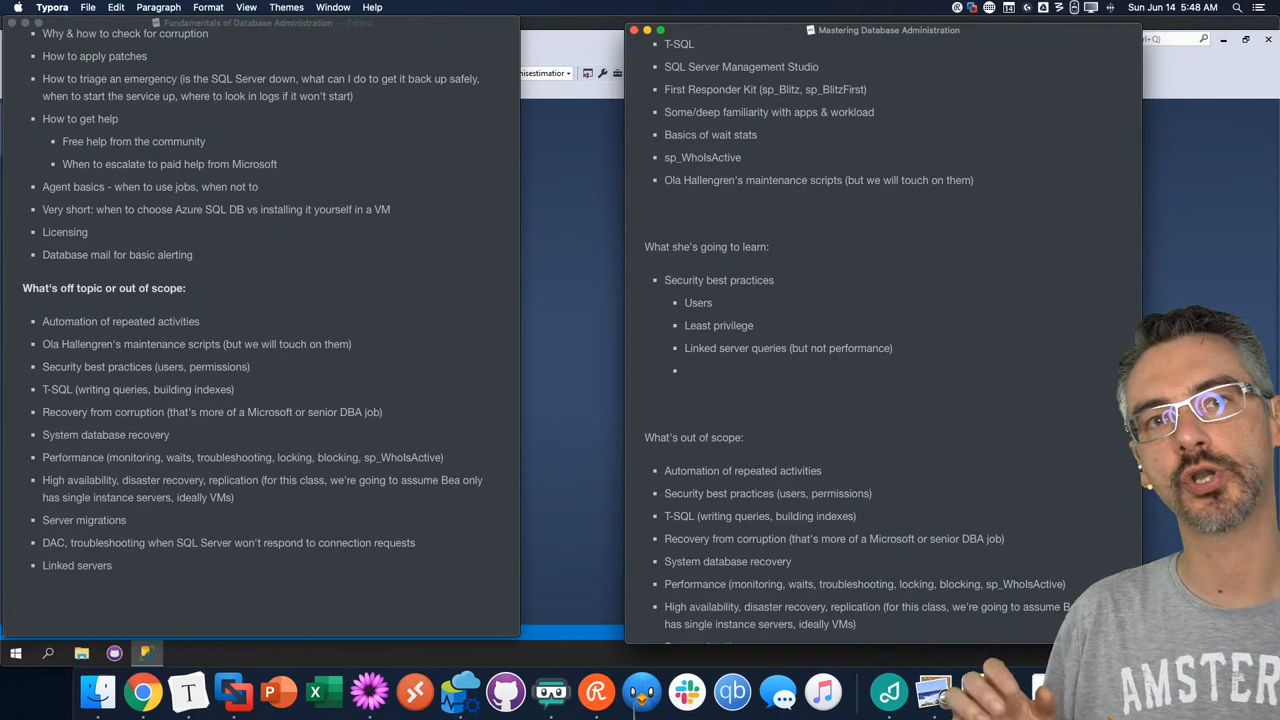 Typora File Edit Paragraph Format View Themes Window Help
Sun Jun 14 5:48 AM
Fundamentals of Database Administration — Edited
Why & how to check for corruption
How to apply patches
How to triage an emergency (is the SQL Server down, what can I do to get it back up safely,
when to start the service up, where to look in logs if it won't start)
How to get help
Free help from the community
When to escalate to paid help from Microsoft
Agent basics - when to use jobs, when not to
Very short: when to choose Azure SQL DB vs installing it yourself in a VM
Licensing
Database mail for basic alerting
What's off topic or out of scope:
Automation of repeated activities
Ola Hallengren's maintenance scripts (but we will touch on them)
Security best practices (users, permissions)
T-SQL (writing queries, building indexes)
Recovery from corruption (that's more of a Microsoft or senior DBA job)
System database recovery
Performance (monitoring, waits, troubleshooting, locking, blocking, sp_WhoIsActive)
High availability, disaster recovery, replication (for this class, we're going to assume Bea only
has single instance servers, ideally VMs)
Server migrations
DAC, troubleshooting when SQL Server won't respond to connection requests
Linked servers
misestimation
Mastering Database Administration
T-SQL
SQL Server Management Studio
First Responder Kit (sp_Blitz, sp_BlitzFirst)
Some/deep familiarity with apps & workload
Basics of wait stats
sp_WhoIsActive
Ola Hallengren's maintenance scripts (but we will touch on them)
What she's going to learn:
Security best practices
Users
Least privilege
Linked server queries (but not performance)
What's out of scope:
Automation of repeated activities
Security best practices (users, permissions)
T-SQL (writing queries, building indexes)
Recovery from corruption (that's more of a Microsoft or senior DBA job)
System database recovery
Performance (monitoring, waits, troubleshooting, locking, blocking, sp_WhoIsActive)
High availability, disaster recovery, replication (for this class, we're going to assume Be
has single instance servers, ideally VMs)
+Q)
AMSTER
T
P
X
qb